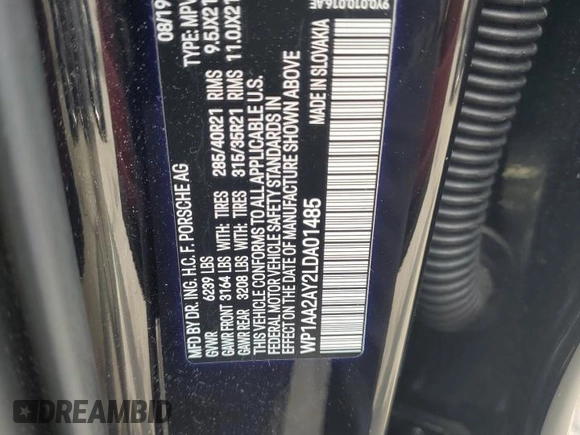 MFD BY DR. ING. H.C. F. PORSCHE AG 08/19
GVWR 6239 LBS TYPE: MPV
GAWR FRONT 3164 LBS WITH: TIRES 285/40R21 RIMS 9.5JX21
GAWR REAR 3208 LBS WITH: TIRES 315/35R21 RIMS 11.0JX21
THIS VEHICLE CONFORMS TO ALL APPLICABLE U.S.
FEDERAL MOTOR VEHICLE SAFETY STANDARDS IN
EFFECT ON THE DATE OF MANUFACTURE SHOWN ABOVE
WP1AA2AY2LDA01485 MADE IN SLOVAKIA
DREAMBID